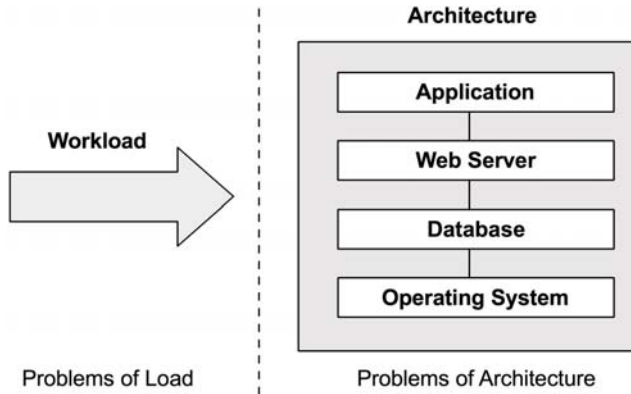 Architecture
Application
Workload
Web Server
Database
Operating System
Problems of Load
Problems of Architecture